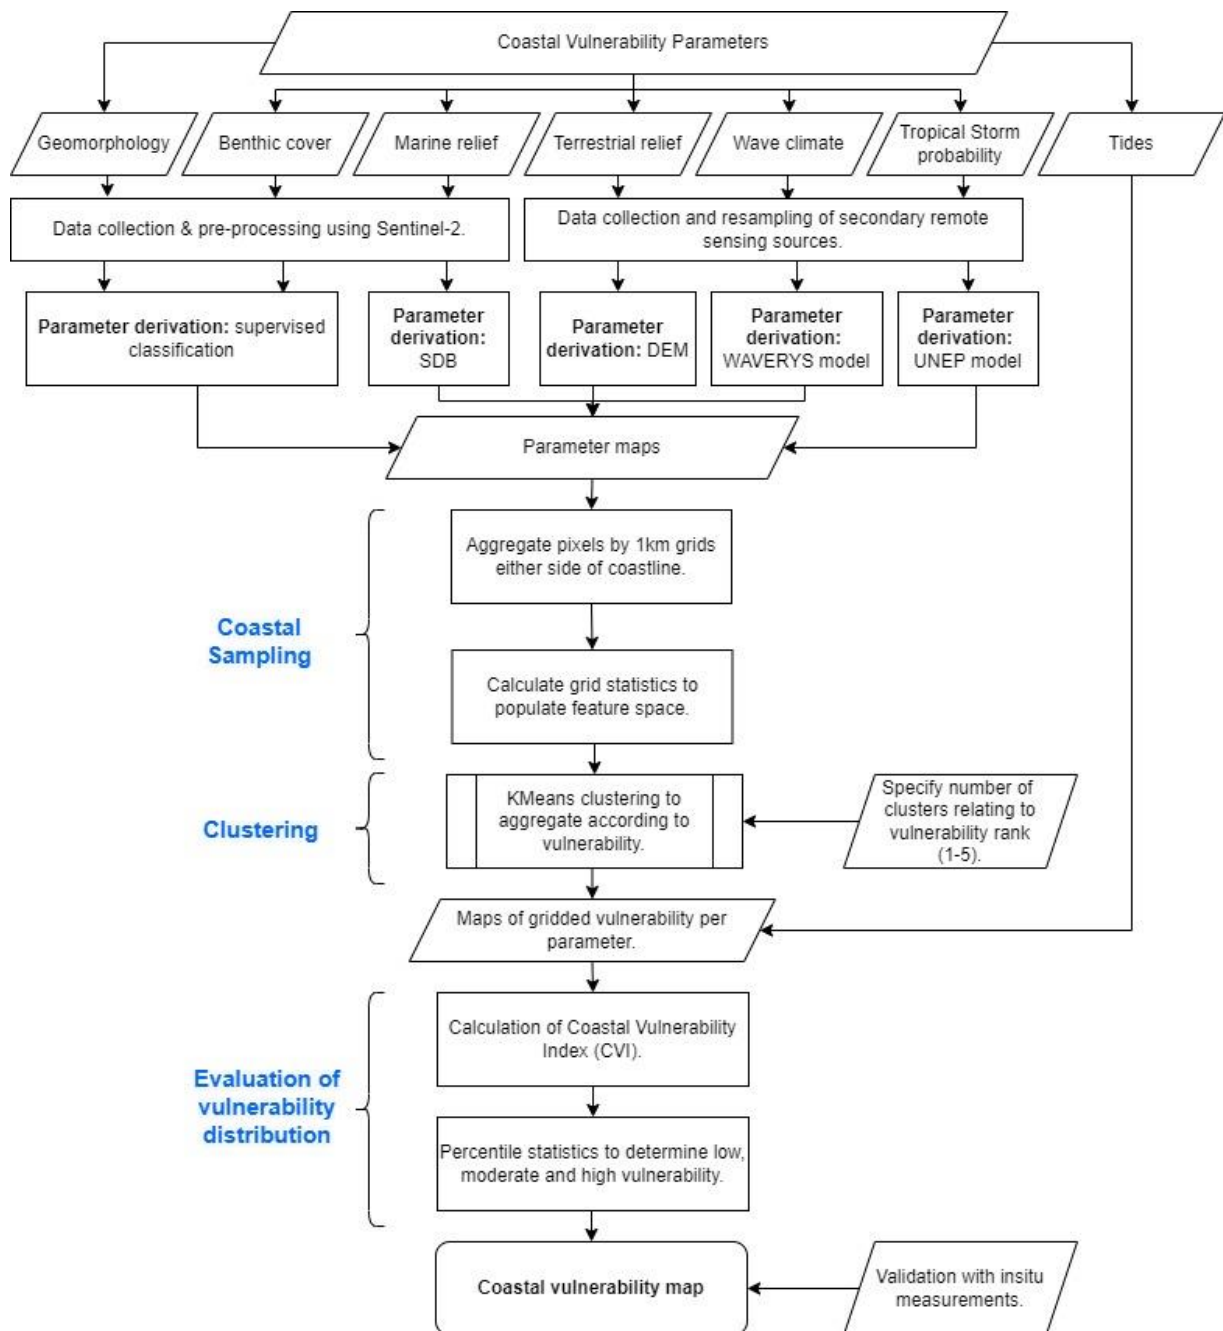 Coastal Vulnerability Parameters
Geomorphology
Benthic cover
Marine relief
Terrestrial relief
Wave climate
Tropical Storm
probability
Tides
Data collection & pre-processing using Sentinel-2.
Data collection and resampling of secondary remote
sensing sources.
Parameter derivation: supervised
classification
Parameter
derivation:
SDB
Parameter
derivation: DEM
Parameter
derivation:
WAVERYS model
Parameter
derivation:
UNEP model
Parameter maps
Coastal
Sampling
Aggregate pixels by 1km grids
either side of coastline.
Calculate grid statistics to
populate feature space.
Clustering
KMeans clustering to
aggregate according to
vulnerability.
Specify number of
clusters relating to
vulnerability rank
(1-5).
Maps of gridded vulnerability per
parameter.
Evaluation of
vulnerability
distribution
Calculation of Coastal Vulnerability
Index (CVI).
Percentile statistics to determine low,
moderate and high vulnerability.
Coastal vulnerability map
Validation with insitu
measurements.